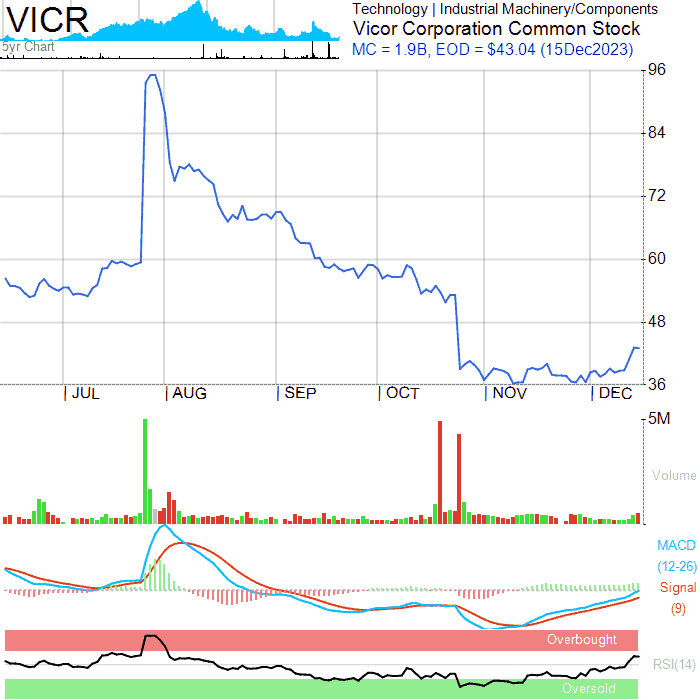 VICR
5yr Chart
Technology | Industrial Machinery/Components
Vicor Corporation Common Stock
MC = 1.9B, EOD = $43.04 (15Dec2023)
96
84
72
60
48
36
| JUL | AUG | SEP | OCT | NOV | DEC
5M
Volume
MACD
(12-26)
Signal
(9)
Overbought
RSI(14)
Oversold